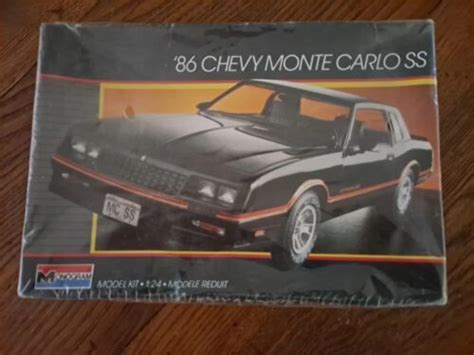 '86 CHEVY MONTE CARLO SS
MC SS
MONOGRAM
MODEL KIT • 1:24 • MODELE REDUIT